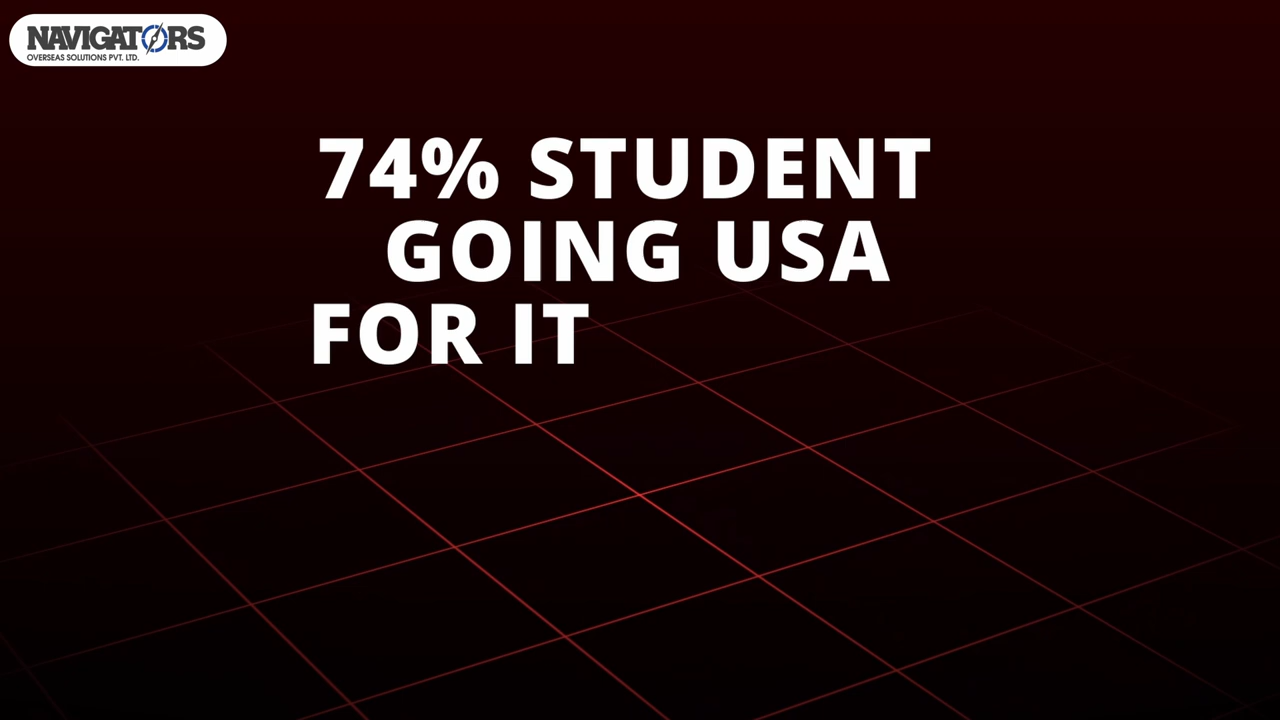 NAVIGATORS
OVERSEAS SOLUTIONS PVT. LTD.
74% STUDENT
GOING USA
FOR IT